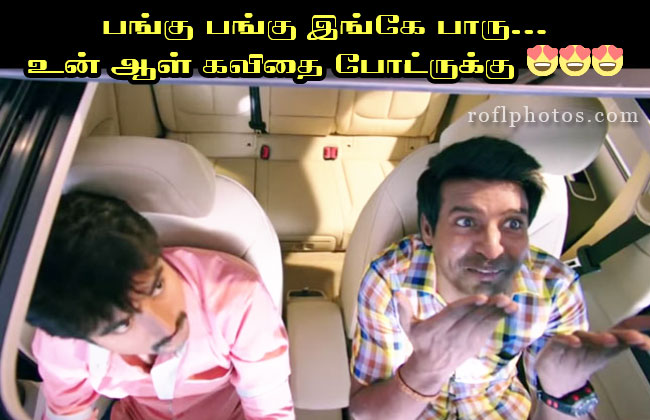 பங்கு பங்கு இங்கே பாரு...
உன் ஆள் கவிதை போட்ருக்கு 😍😍😍
roflphotos.com